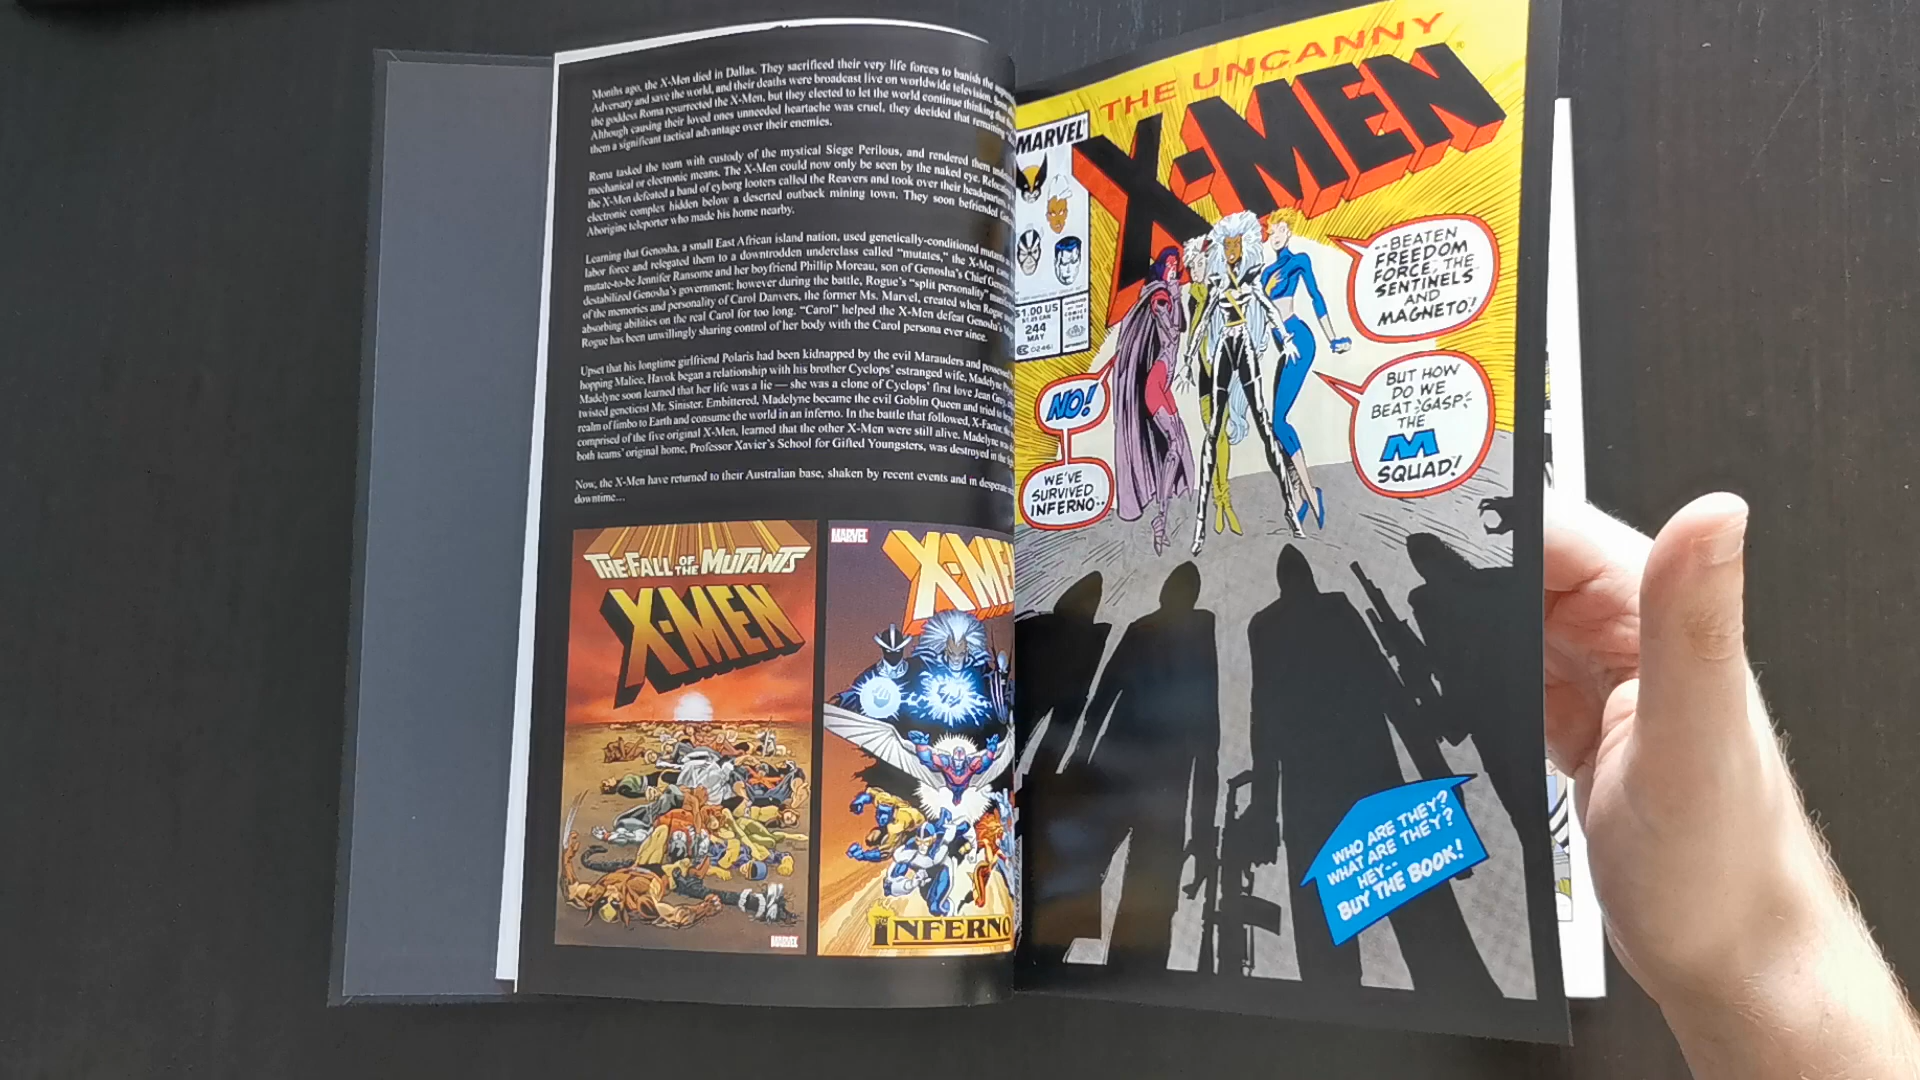 Months ago, the X-Men died in Dallas. They sacrificed their very life forces to banish the
Adversary and save the world, and their deaths were broadcast live on worldwide television.
the goddess Roma resurrected the X-Men, but they elected to let the world continue thinking
Although causing their loved ones unneeded heartache was cruel, they decided that remaining
them a significant tactical advantage over their enemies.
Roma tasked the team with custody of the mystical Siege Perilous, and rendered them
mechanical or electronic means. The X-Men could now only be seen by the naked eye.
the X-Men defeated a band of cyborg looters called the Reavers and took over their headquarters,
electronic complex hidden below a deserted outback mining town. They soon befriended
Aborigine teleporter who made his home nearby.
Learning that Genosha, a small East African island nation, used genetically-conditioned
labor force and relegated them to a downtrodden underclass called "mutates," the X-Men
mutate-to-be Jennifer Ransome and her boyfriend Phillip Moreau, son of Genosha's Chief
destabilized Genosha's government; however during the battle, Rogue's "split personality"
of the memories and personality of Carol Danvers, the former Ms. Marvel, created when Rogue
absorbing abilities on the real Carol for too long. "Carol" helped the X-Men defeat Genosha's
Rogue has been unwillingly sharing control of her body with the Carol persona ever since.
Upset that his longtime girlfriend Polaris had been kidnapped by the evil Marauders and
hopping Malice, Havok began a relationship with his brother Cyclops' estranged wife, Madelyne
Madelyne soon learned that her life was a lie — she was a clone of Cyclops' first love Jean
twisted geneticist Mr. Sinister. Embittered, Madelyne became the evil Goblin Queen and tried to
realm of limbo to Earth and consume the world in an inferno. In the battle that followed, X-Factor,
comprised of the five original X-Men, learned that the other X-Men were still alive. Madelyne
both teams' original home, Professor Xavier's School for Gifted Youngsters, was destroyed in the
Now, the X-Men have returned to their Australian base, shaken by recent events and in
downtime...
THE FALL OF THE MUTANTS
X-MEN
MARVEL
MARVEL
X-ME
INFERNO
THE UNCANNY
X-MEN
MARVEL
$1.00 US
244
MAY
--BEATEN
FREEDOM
FORCE, THE
SENTINELS
AND
MAGNETO!
NO!
WE'VE
SURVIVED
INFERNO--
BUT HOW
DO WE
BEAT :GASP:
THE
M
SQUAD!
WHO ARE THEY?
WHAT ARE THEY?
HEY--
BUY THE BOOK!